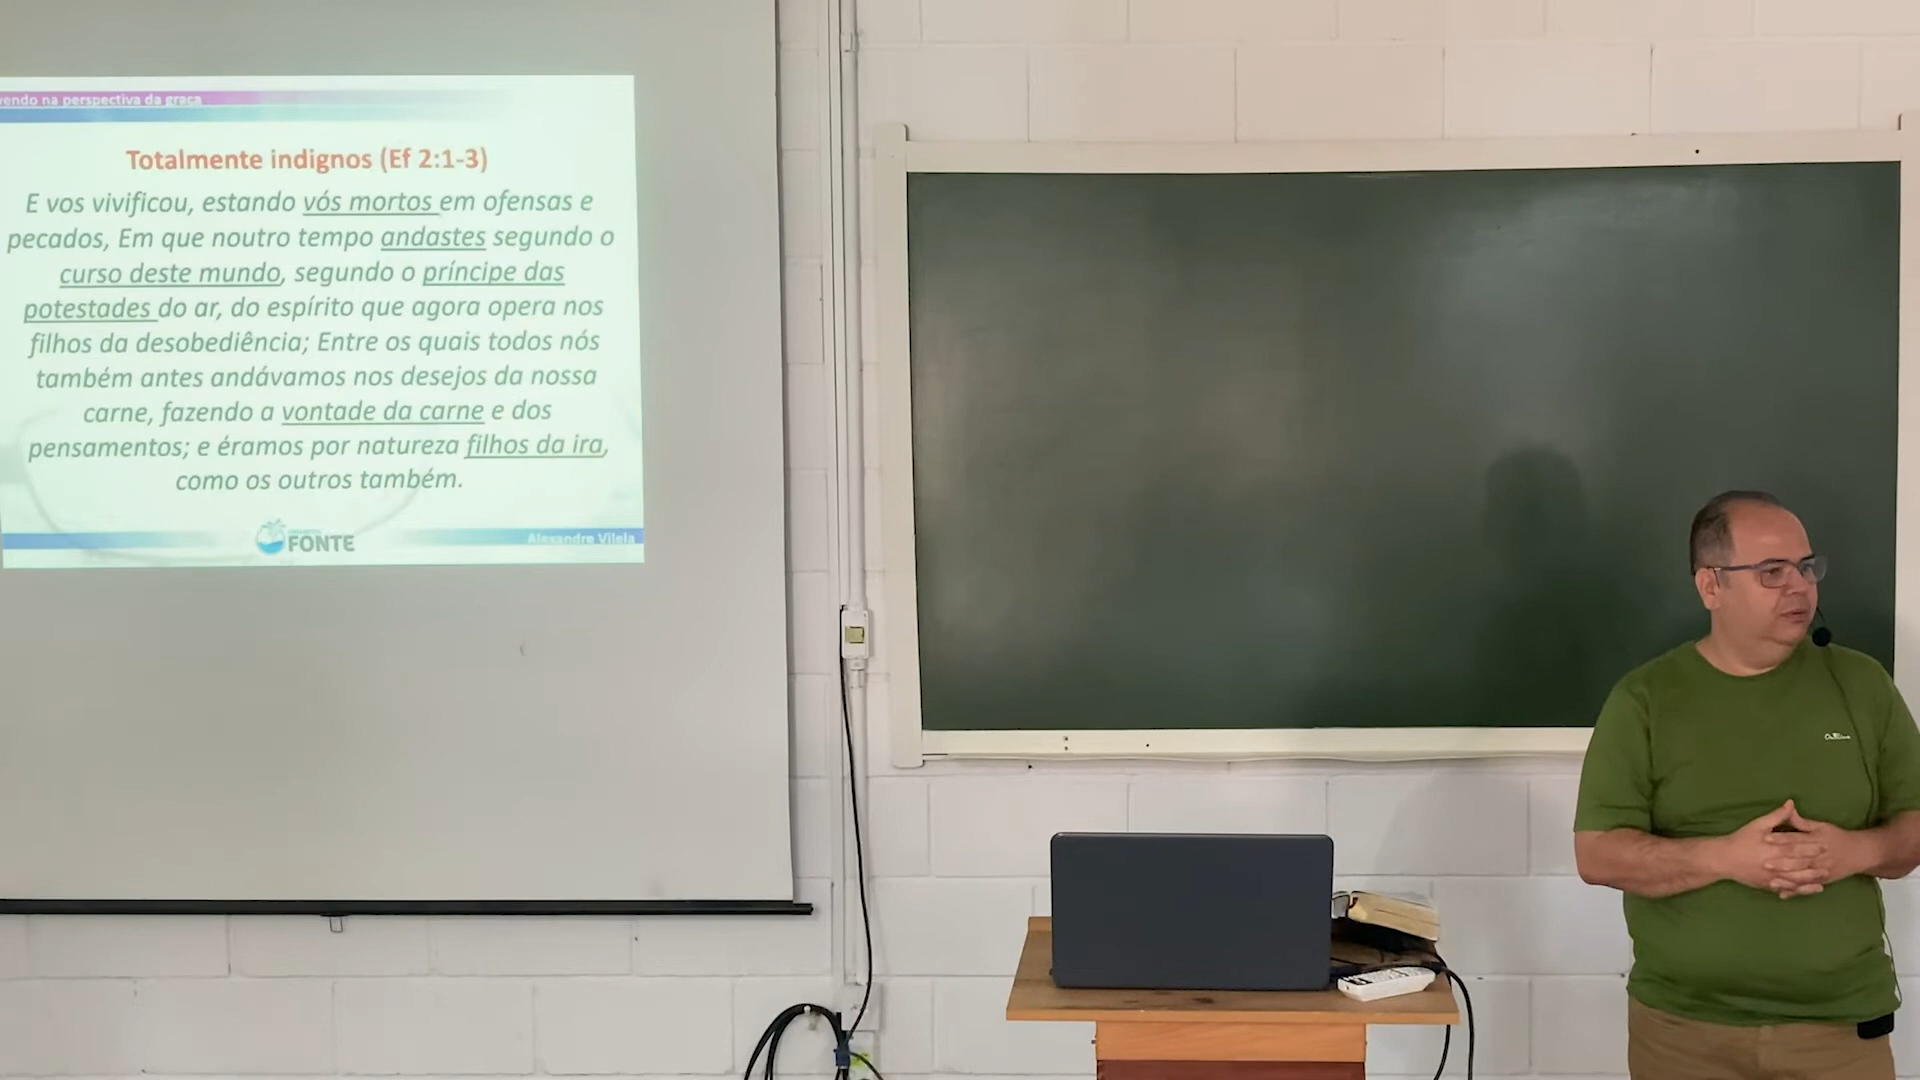 endo na perspectiva da graça
Totalmente indignos (Ef 2:1-3)
E vos vivificou, estando vós mortos em ofensas e
pecados, Em que noutro tempo andastes segundo o
curso deste mundo, segundo o príncipe das
potestades do ar, do espírito que agora opera nos
filhos da desobediência; Entre os quais todos nós
também antes andávamos nos desejos da nossa
carne, fazendo a vontade da carne e dos
pensamentos; e éramos por natureza filhos da ira,
como os outros também.
FONTE
Alexandre Vilela